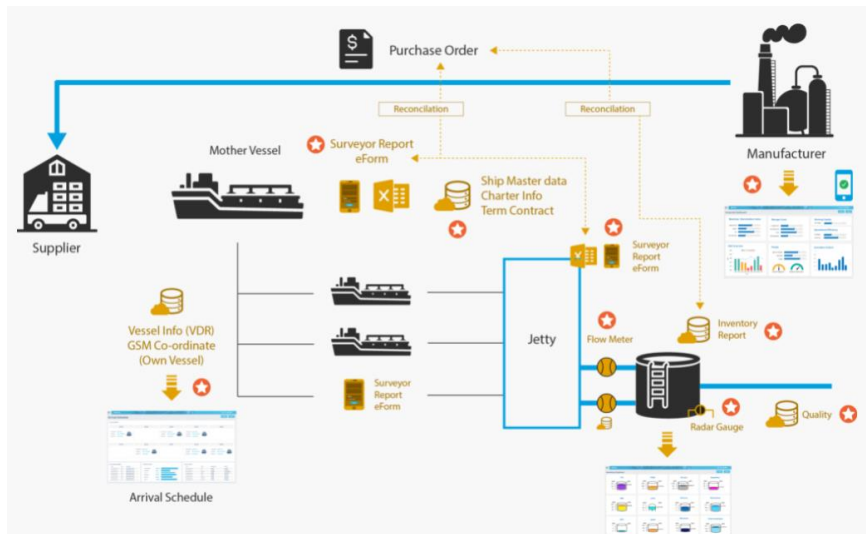 Purchase Order
Reconcilation
Reconcilation
Manufacturer
Supplier
Mother Vessel
Surveyor Report
eForm
Ship Master data
Charter Info
Term Contract
Surveyor
Report
eForm
Vessel Info (VDR)
GSM Co-ordinate
(Own Vessel)
Arrival Schedule
Surveyor
Report
eForm
Jetty
Flow Meter
Inventory
Report
Radar Gauge
Quality